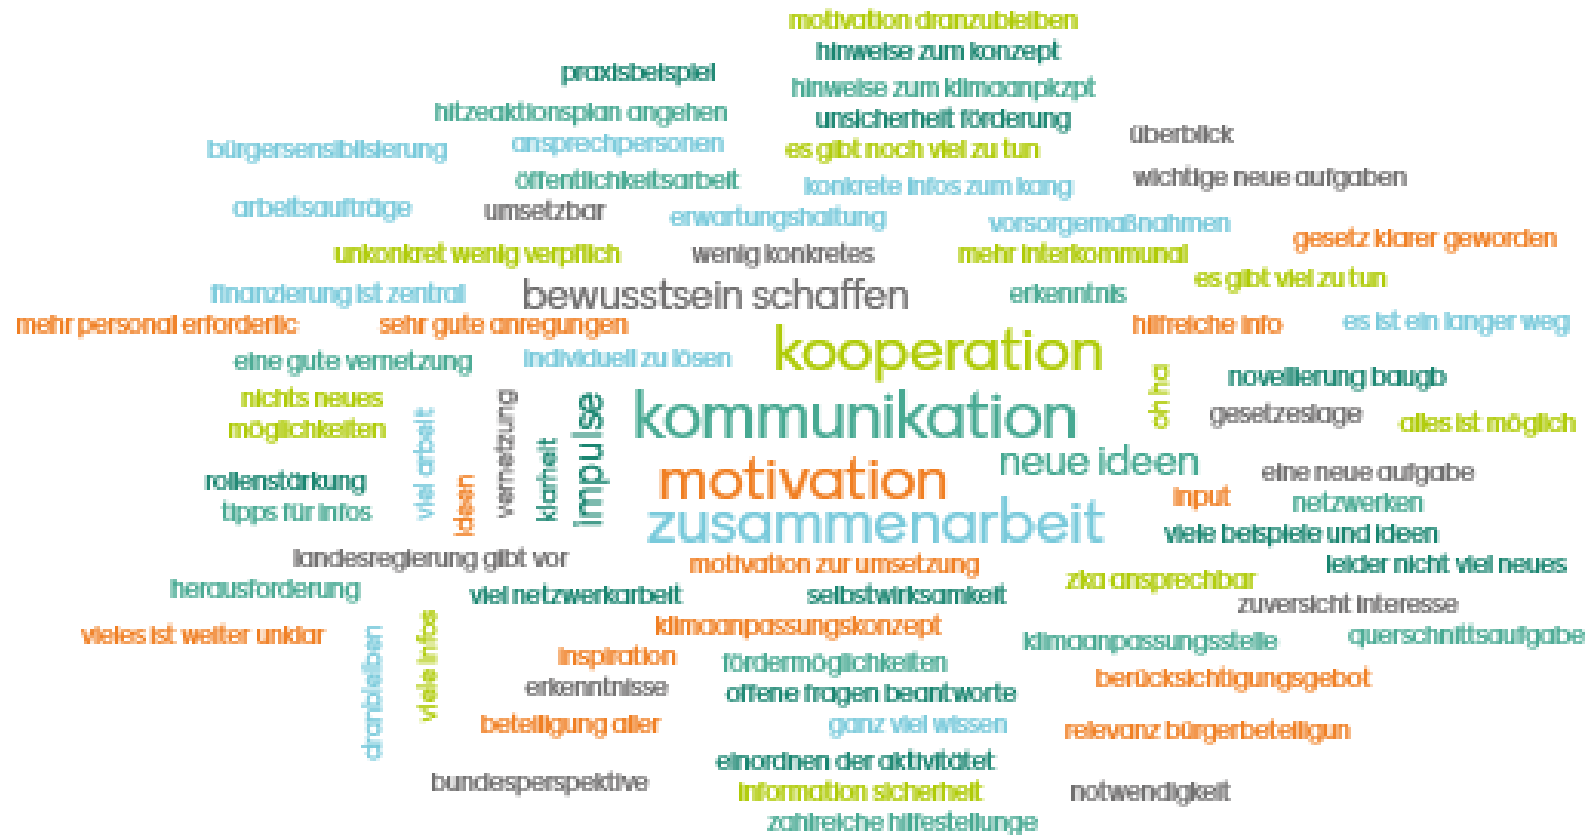 motivation dranzubleiben
hinweise zum konzept
praxisbeispiel
hinweise zum klimaanpkzpt
hitzeaktionsplan angehen
unsicherheit förderung
überblick
bürgersensibilsierung
ansprechpersonen
es gibt noch viel zu tun
wichtige neue aufgaben
öffentlichkeitsarbeit
konkrete infos zum kang
arbeitsaufträge
umsetzbar
erwartungshaltung
vorsorgemaßnahmen
gesetz klarer geworden
unkonkret wenig verpflich
wenig konkretes
mehr interkommunal
es gibt viel zu tun
finanzierung ist zentral
bewusstsein schaffen
erkenntnis
mehr personal erforderlic
sehr gute anregungen
hilfreiche info
es ist ein langer weg
kooperation
eine gute vernetzung
individuell zu lösen
novellierung baugb
oh ha
nichts neues
gesetzeslage
alles ist möglich
möglichkeiten
viel arbeit
vernetzung
impulse
kommunikation
klarheit
neue ideen
eine neue aufgabe
rollenstärkung
ideen
motivation
input
netzwerken
tipps für infos
zusammenarbeit
viele beispiele und ideen
landesregierung gibt vor
motivation zur umsetzung
leider nicht viel neues
zka ansprechbar
herausforderung
viel netzwerkarbeit
selbstwirksamkeit
zuversicht interesse
vieles ist weiter unklar
klimaanpassungskonzept
klimaanpassungsstelle
querschnittsaufgabe
dranbleiben
viele infos
inspiration
fördermöglichkeiten
berücksichtigungsgebot
erkenntnisse
offene fragen beantworte
beteiligung aller
ganz viel wissen
relevanz bürgerbeteiligun
einordnen der aktivitätet
bundesperspektive
information sicherheit
notwendigkeit
zahlreiche hilfestellunge